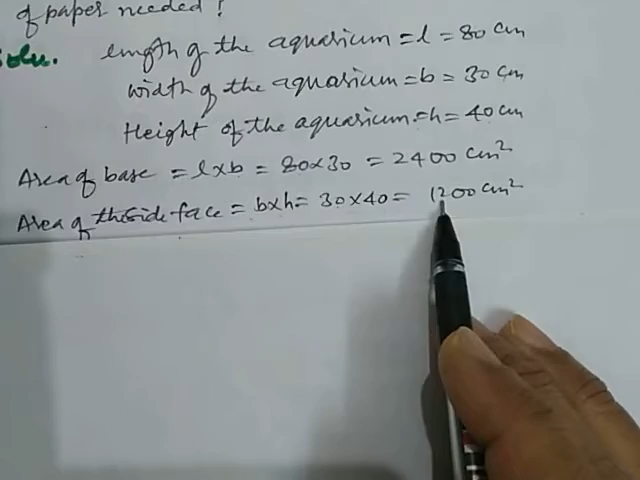 of paper needed?
Solu. length of the aquarium = l = 80 cm
width of the aquarium = b = 30 cm
Height of the aquarium = h = 40 cm
Area of base = l x b = 80 x 30 = 2400 cm²
Area of the side face = b x h = 30 x 40 = 1200 cm²